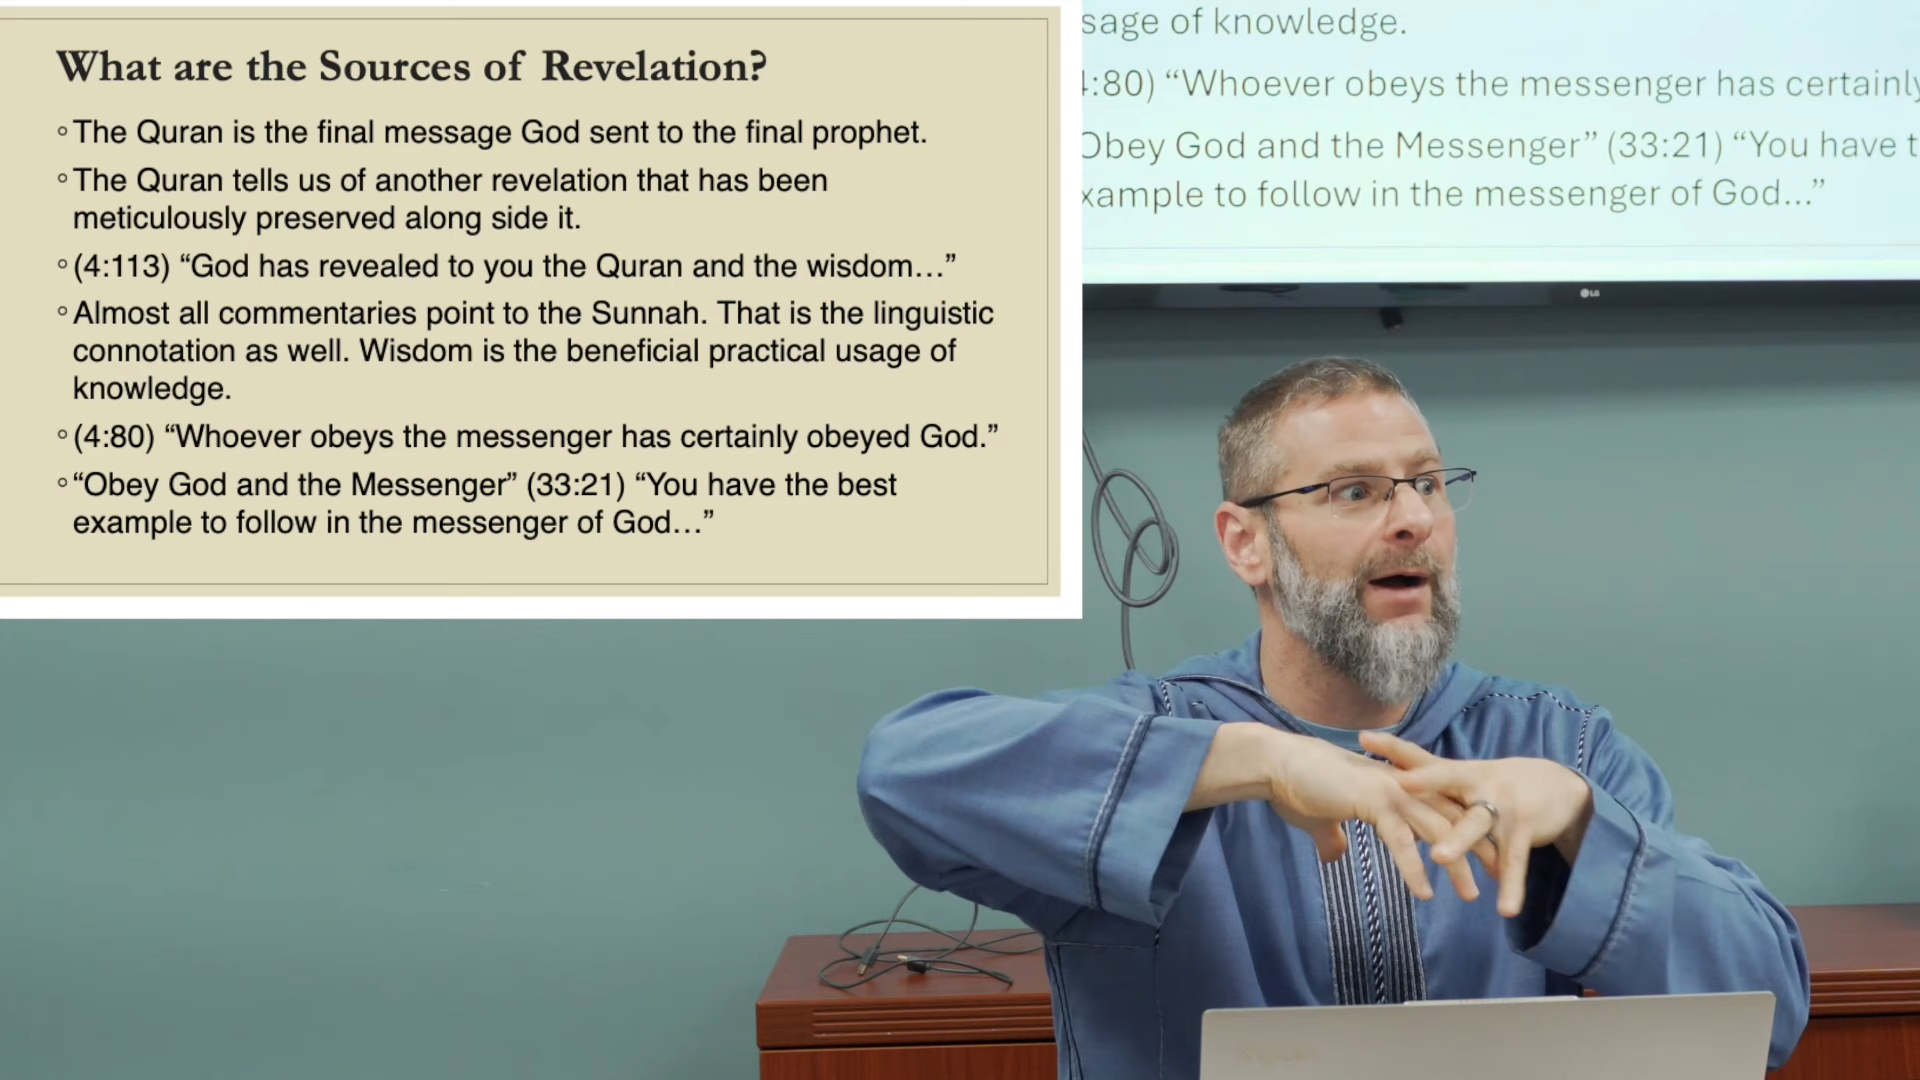 What are the Sources of Revelation?
◦The Quran is the final message God sent to the final prophet.
◦The Quran tells us of another revelation that has been
meticulously preserved along side it.
◦(4:113) “God has revealed to you the Quran and the wisdom…”
◦Almost all commentaries point to the Sunnah. That is the linguistic
connotation as well. Wisdom is the beneficial practical usage of
knowledge.
◦(4:80) “Whoever obeys the messenger has certainly obeyed God.”
◦“Obey God and the Messenger” (33:21) “You have the best
example to follow in the messenger of God…”
sage of knowledge.
:80) “Whoever obeys the messenger has certainly
Obey God and the Messenger” (33:21) “You have t
xample to follow in the messenger of God…”
LG